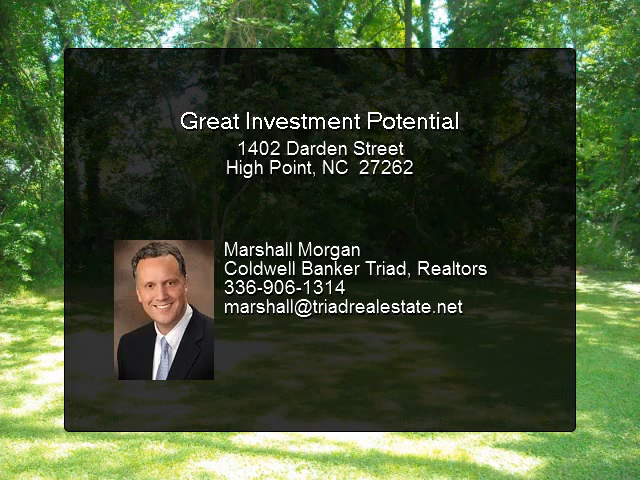 Great Investment Potential
1402 Darden Street
High Point, NC  27262
Marshall Morgan
Coldwell Banker Triad, Realtors
336-906-1314
marshall@triadrealestate.net